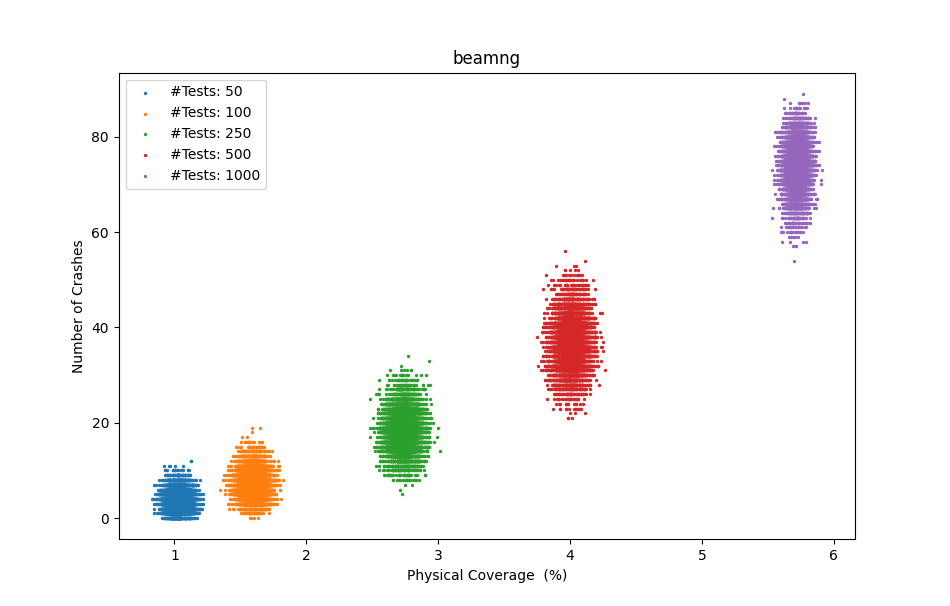 beamng
#Tests: 50
#Tests: 100
#Tests: 250
#Tests: 500
#Tests: 1000
80
60
40
20
0
Number of Crashes
1 2 3 4 5 6
Physical Coverage (%)